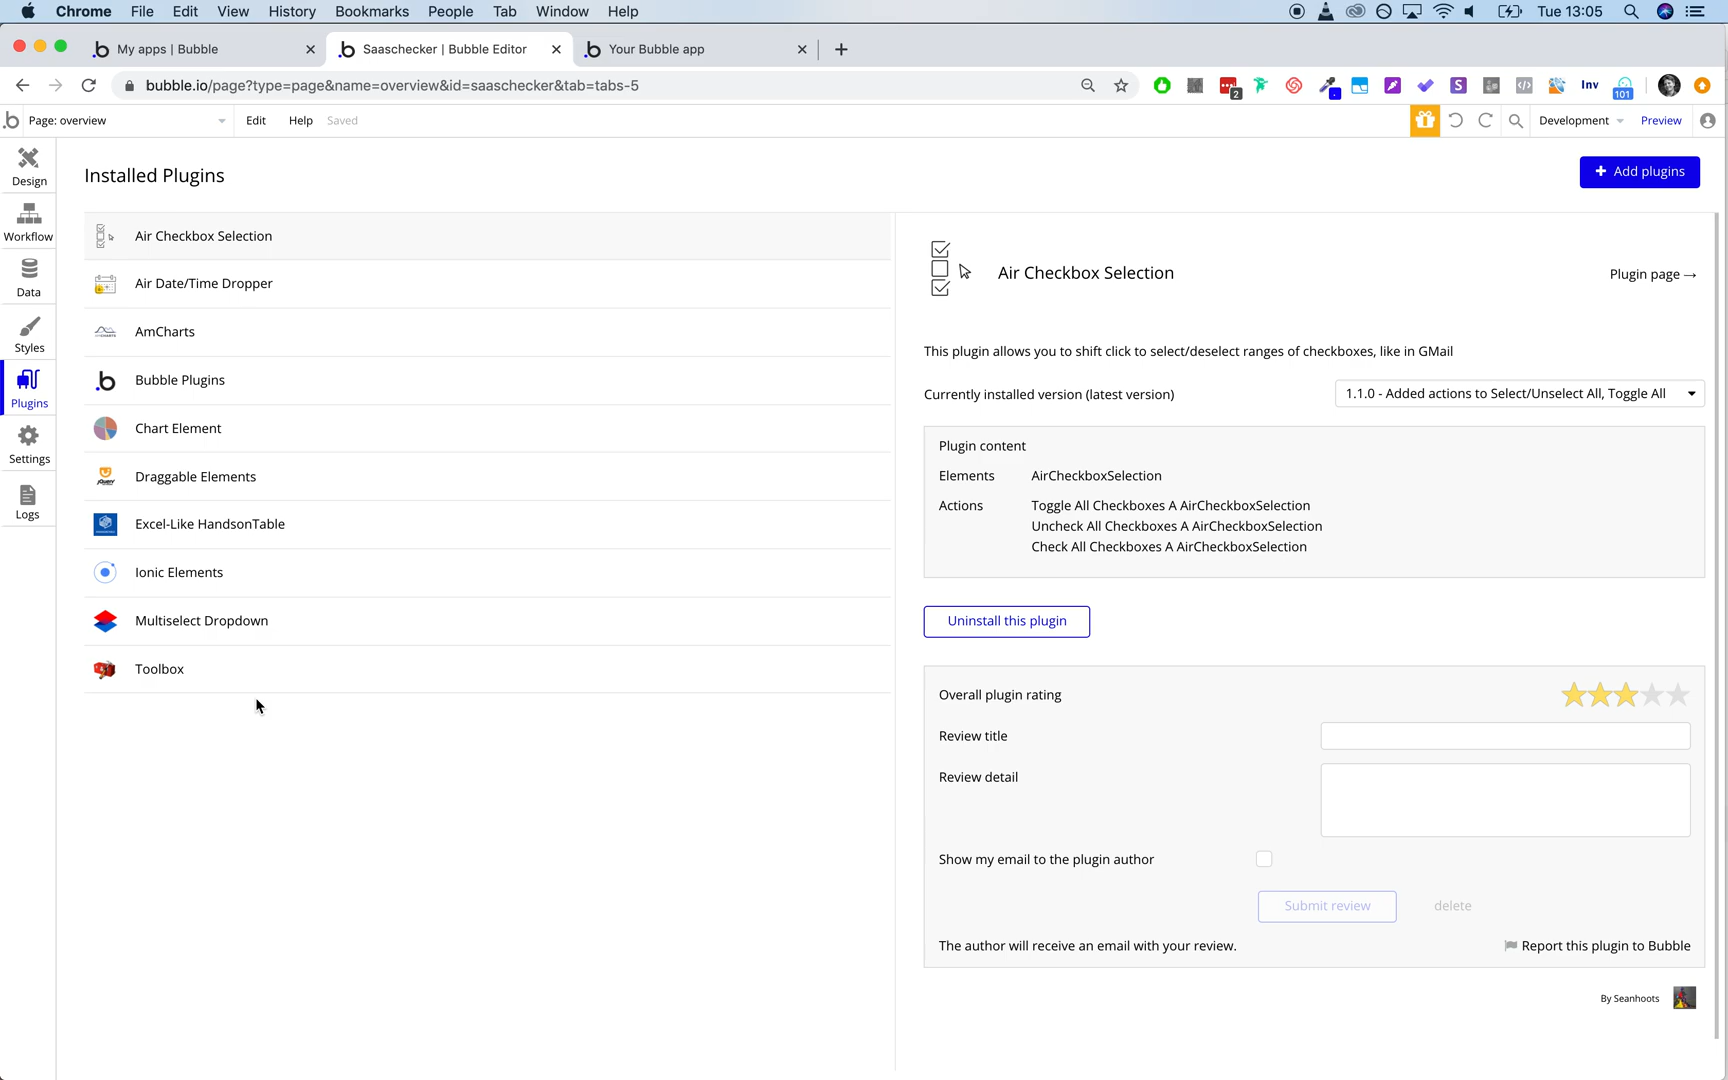 Chrome File Edit View History Bookmarks People Tab Window Help Tue 13:05
My apps | Bubble Saaschecker | Bubble Editor Your Bubble app
bubble.io/page?type=page&name=overview&id=saaschecker&tab=tabs-5
2 S Inv 101
Page: overview Edit Help Saved Development Preview
Design
Workflow
Data
Styles
Plugins
Settings
Logs
Installed Plugins
+ Add plugins
Air Checkbox Selection
Air Date/Time Dropper
AmCharts
Bubble Plugins
Chart Element
Draggable Elements
Excel-Like HandsonTable
Ionic Elements
Multiselect Dropdown
Toolbox
Air Checkbox Selection
Plugin page →
This plugin allows you to shift click to select/deselect ranges of checkboxes, like in GMail
Currently installed version (latest version) 1.1.0 - Added actions to Select/Unselect All, Toggle All
Plugin content
Elements AirCheckboxSelection
Actions Toggle All Checkboxes A AirCheckboxSelection
Uncheck All Checkboxes A AirCheckboxSelection
Check All Checkboxes A AirCheckboxSelection
Uninstall this plugin
Overall plugin rating
Review title
Review detail
Show my email to the plugin author
Submit review delete
The author will receive an email with your review. Report this plugin to Bubble
By Seanhoots